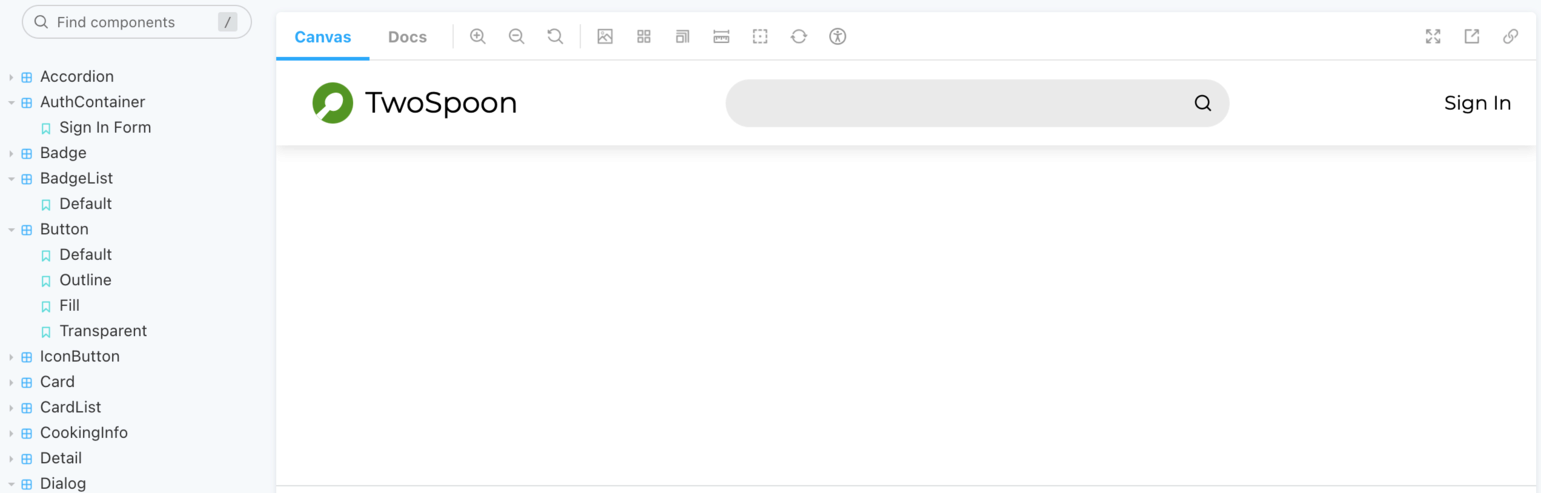 Find components /
Accordion
AuthContainer
Sign In Form
Badge
BadgeList
Default
Button
Default
Outline
Fill
Transparent
IconButton
Card
CardList
CookingInfo
Detail
Dialog
Canvas Docs
TwoSpoon Sign In